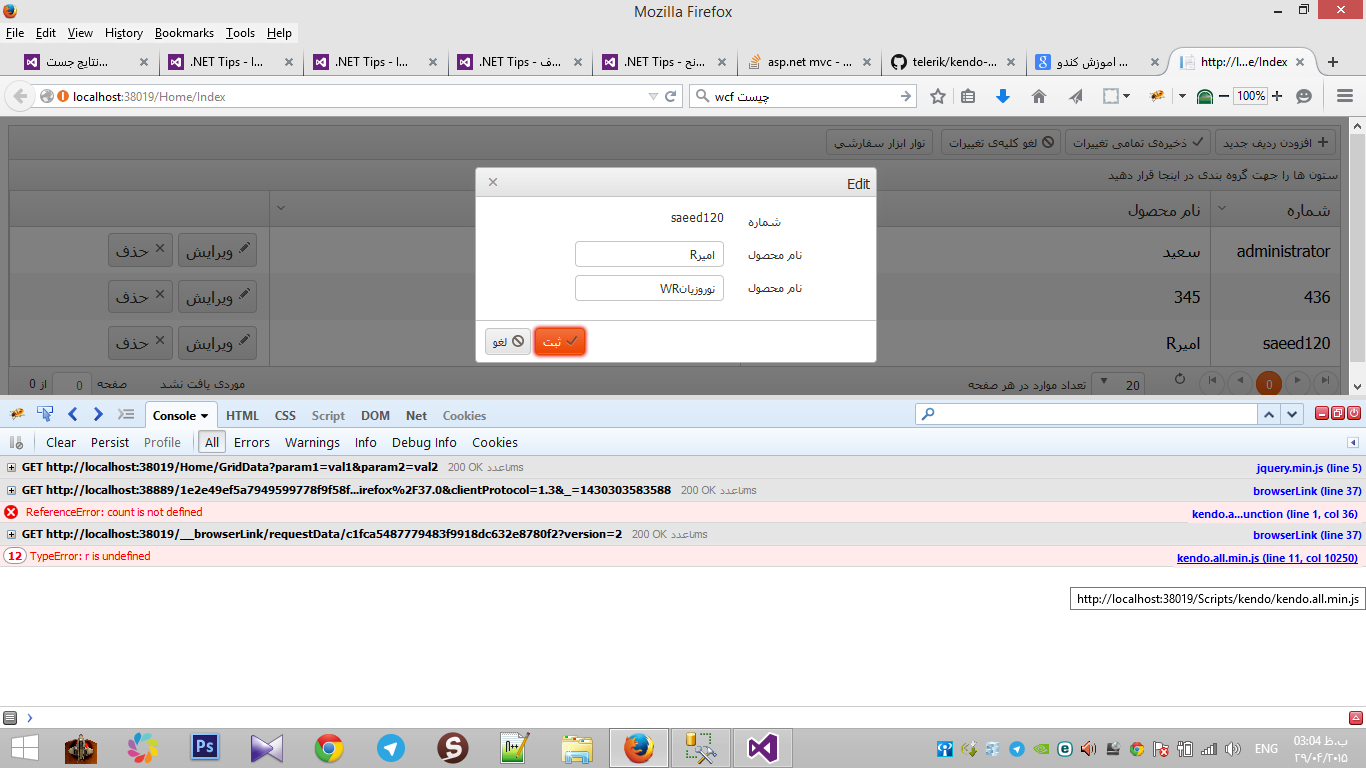 Mozilla Firefox
File Edit View History Bookmarks Tools Help
نتایج جست...
.NET Tips - ا...
.NET Tips - ا...
.NET Tips - ف...
.NET Tips - نح...
asp.net mvc - ...
telerik/kendo-...
اموزش کندو ...
http://l...e/Index
localhost:38019/Home/Index
wcf چیست
100%
افزودن ردیف جدید
ذخیره‌ی تمامی تغییرات
لغو کلیه‌ی تغییرات
نوار ابزار سفارشی
ستون ها را جهت گروه بندی در اینجا قرار دهید
شماره
نام محصول
administrator
سعید
ویرایش
حذف
436
345
ویرایش
حذف
saeed120
امیرR
ویرایش
حذف
0
20
تعداد موارد در هر صفحه
موردی یافت نشد
صفحه 0 از 0
Edit
شماره saeed120
نام محصول امیرR
نام محصول نوروزیانWR
ثبت
لغو
Console HTML CSS Script DOM Net Cookies
Clear Persist Profile All Errors Warnings Info Debug Info Cookies
GET http://localhost:38019/Home/GridData?param1=val1&param2=val2 200 OK عددناms jquery.min.js (line 5)
GET http://localhost:38889/1e2e49ef5a7949599778f9f58f...irefox%2F37.0&clientProtocol=1.3&_=1430303583588 200 OK عددناms browserLink (line 37)
ReferenceError: count is not defined kendo.a...unction (line 1, col 36)
GET http://localhost:38019/__browserLink/requestData/c1fca5487779483f9918dc632e8780f2?version=2 200 OK عددناms browserLink (line 37)
12 TypeError: r is undefined kendo.all.min.js (line 11, col 10250)
http://localhost:38019/Scripts/kendo/kendo.all.min.js
Ps
ENG
03:04 ب.ظ
۲۹/۰۴/۲۰۱۵